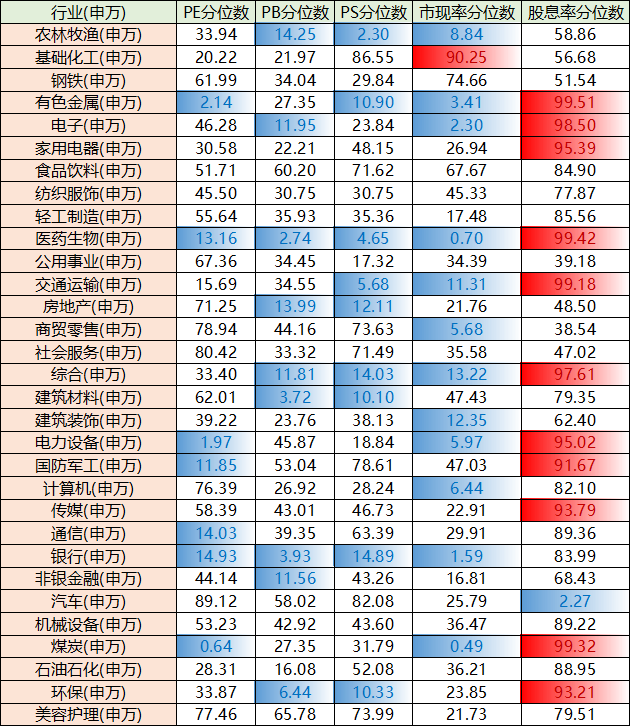 行业(申万) PE分位数 PB分位数 PS分位数 市现率分位数 股息率分位数
农林牧渔(申万) 33.94 14.25 2.30 8.84 58.86
基础化工(申万) 20.22 21.97 86.55 90.25 56.68
钢铁(申万) 61.99 34.04 29.84 74.66 51.54
有色金属(申万) 2.14 27.35 10.90 3.41 99.51
电子(申万) 46.28 11.95 23.84 2.30 98.50
家用电器(申万) 30.58 22.21 48.15 26.94 95.39
食品饮料(申万) 51.71 60.20 71.62 67.67 84.90
纺织服饰(申万) 45.50 30.75 30.75 45.33 77.87
轻工制造(申万) 55.64 35.93 35.36 17.48 85.56
医药生物(申万) 13.16 2.74 4.65 0.70 99.42
公用事业(申万) 67.36 34.45 17.32 34.39 39.18
交通运输(申万) 15.69 34.55 5.68 11.31 99.18
房地产(申万) 71.25 13.99 12.11 21.76 48.50
商贸零售(申万) 78.94 44.16 73.63 5.68 38.54
社会服务(申万) 80.42 33.32 71.49 35.58 47.02
综合(申万) 33.40 11.81 14.03 13.22 97.61
建筑材料(申万) 62.01 3.72 10.10 47.43 79.35
建筑装饰(申万) 39.22 23.76 38.13 12.35 62.40
电力设备(申万) 1.97 45.87 18.84 5.97 95.02
国防军工(申万) 11.85 53.04 78.61 47.03 91.67
计算机(申万) 76.39 26.92 28.24 6.44 82.10
传媒(申万) 58.39 43.01 46.73 22.91 93.79
通信(申万) 14.03 39.35 63.39 29.91 89.36
银行(申万) 14.93 3.93 14.89 1.59 83.99
非银金融(申万) 44.14 11.56 43.26 16.81 68.43
汽车(申万) 89.12 58.02 82.08 25.79 2.27
机械设备(申万) 53.23 42.92 43.60 36.47 89.22
煤炭(申万) 0.64 27.35 31.79 0.49 99.32
石油石化(申万) 28.31 16.08 52.08 36.21 88.95
环保(申万) 33.87 6.44 10.33 23.85 93.21
美容护理(申万) 77.46 65.78 73.99 21.73 79.51